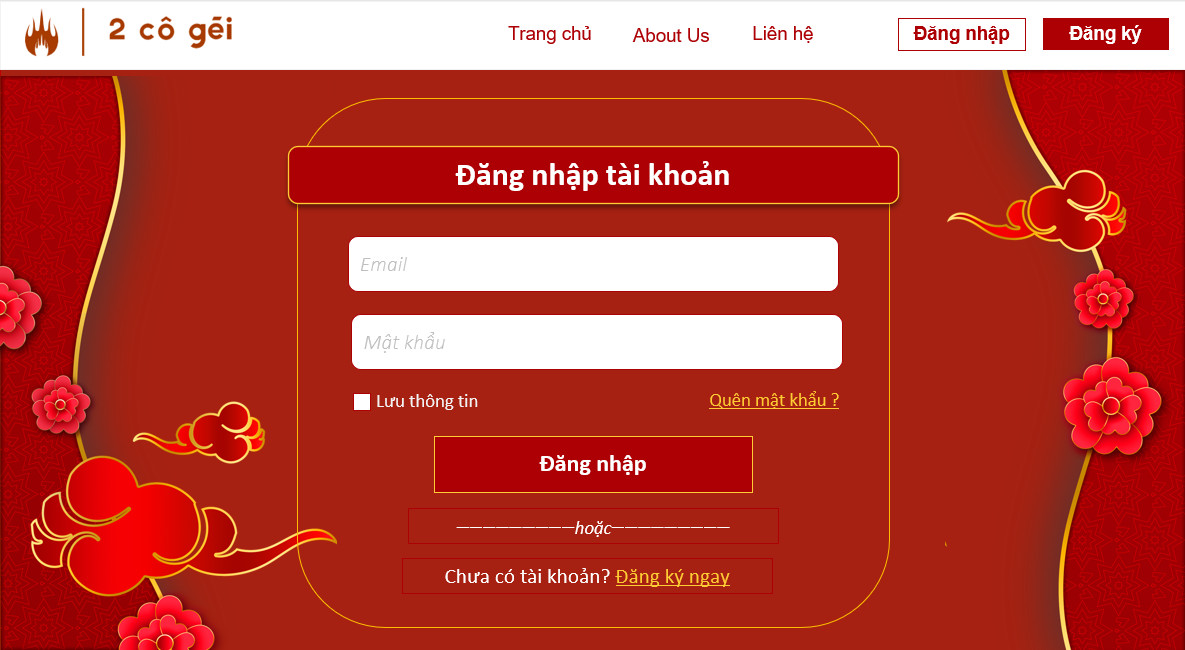 2 cô gếi
Trang chủ
About Us
Liên hệ
Đăng nhập
Đăng ký
Đăng nhập tài khoản
Email
Mật khẩu
Lưu thông tin
Quên mật khẩu ?
Đăng nhập
—————————hoặc—————————
Chưa có tài khoản? Đăng ký ngay